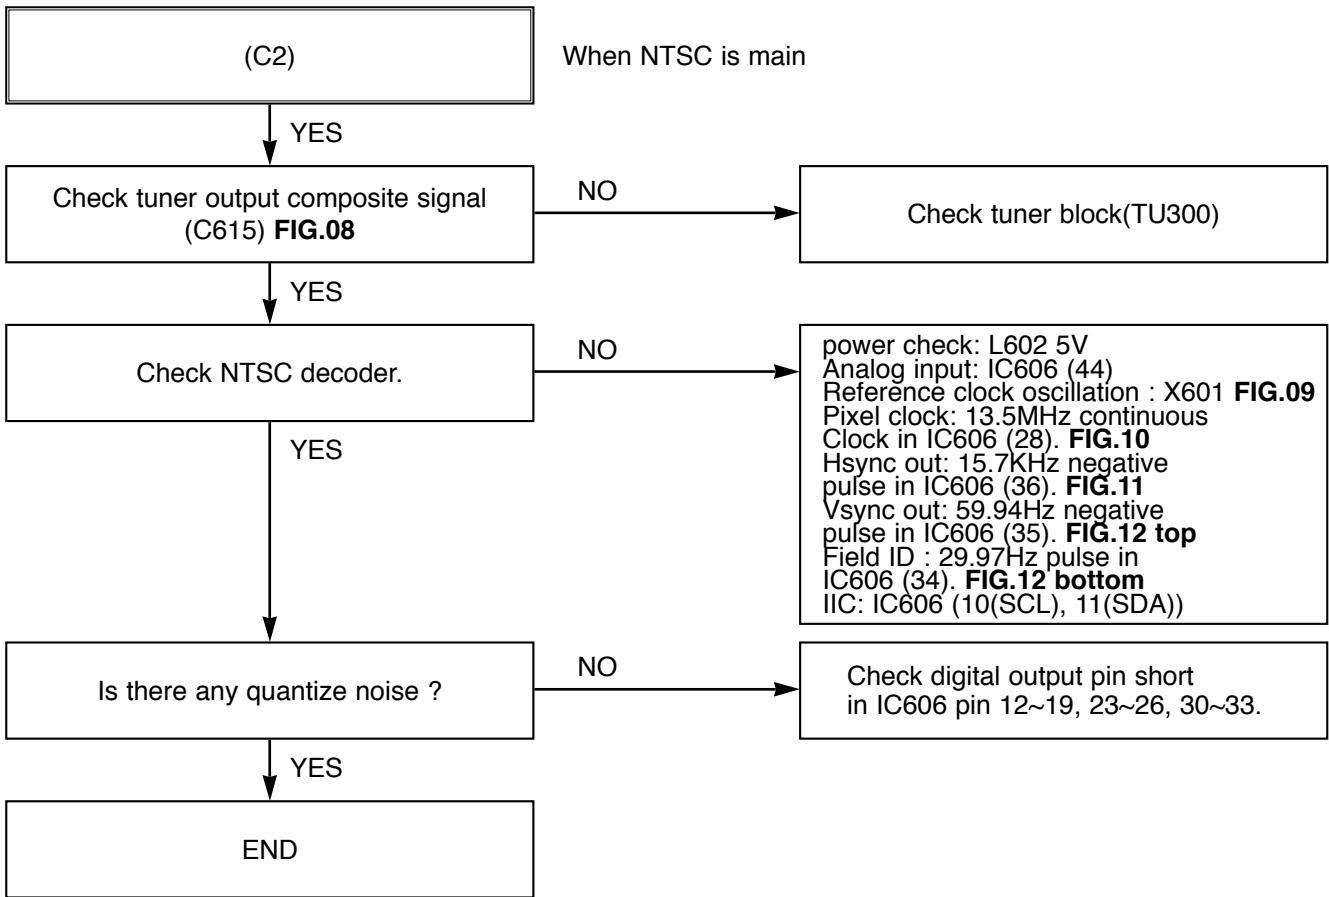 (C2)
When NTSC is main
YES
Check tuner output composite signal
(C615) FIG.08
NO
Check tuner block(TU300)
YES
Check NTSC decoder.
NO
power check: L602 5V
Analog input: IC606 (44)
Reference clock oscillation : X601 FIG.09
Pixel clock: 13.5MHz continuous
Clock in IC606 (28). FIG.10
Hsync out: 15.7KHz negative
pulse in IC606 (36). FIG.11
Vsync out: 59.94Hz negative
pulse in IC606 (35). FIG.12 top
Field ID : 29.97Hz pulse in
IC606 (34). FIG.12 bottom
IIC: IC606 (10(SCL), 11(SDA))
YES
Is there any quantize noise ?
NO
Check digital output pin short
in IC606 pin 12~19, 23~26, 30~33.
YES
END